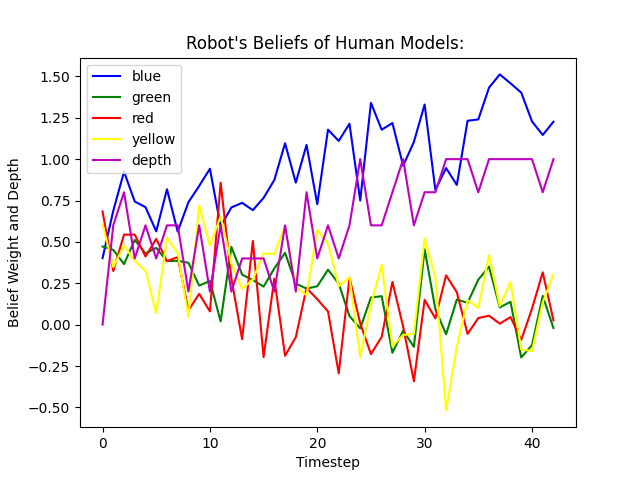 Robot's Beliefs of Human Models:
blue
green
red
yellow
depth
Belief Weight and Depth
1.50
1.25
1.00
0.75
0.50
0.25
0.00
−0.25
−0.50
0
10
20
30
40
Timestep